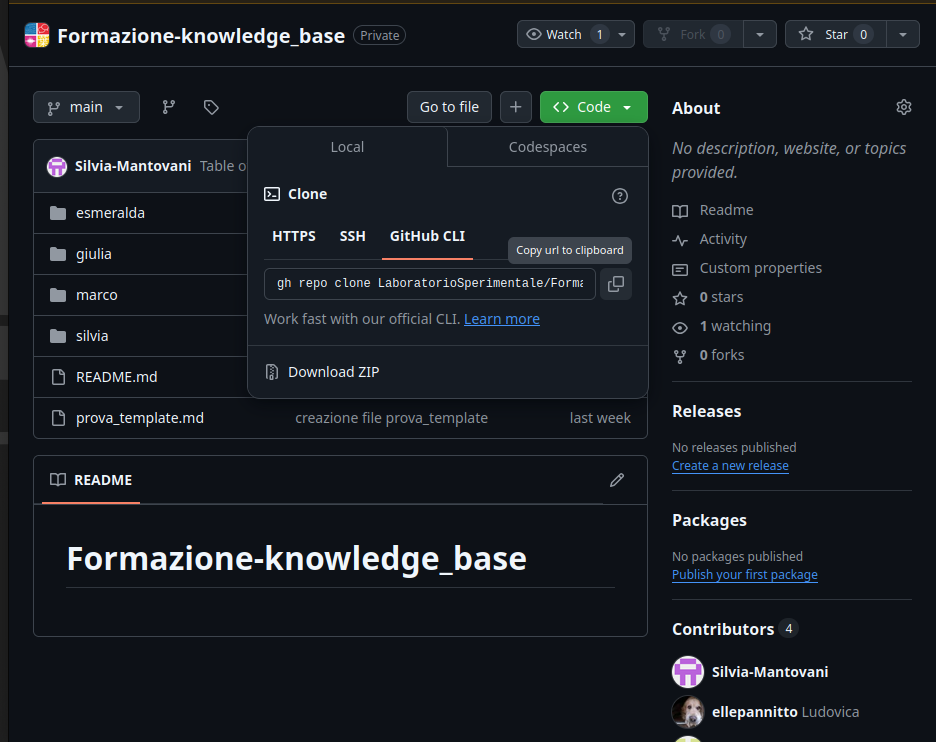 Formazione-knowledge_base Private Watch 1 Fork 0 Star 0
main Go to file + Code
Silvia-Mantovani Table o
esmeralda
giulia
marco
silvia
README.md
prova_template.md creazione file prova_template last week
Local Codespaces
Clone
HTTPS SSH GitHub CLI
Copy url to clipboard
gh repo clone LaboratorioSperimentale/Forma
Work fast with our official CLI. Learn more
Download ZIP
README
Formazione-knowledge_base
About
No description, website, or topics
provided.
Readme
Activity
Custom properties
0 stars
1 watching
0 forks
Releases
No releases published
Create a new release
Packages
No packages published
Publish your first package
Contributors 4
Silvia-Mantovani
ellepannitto Ludovica